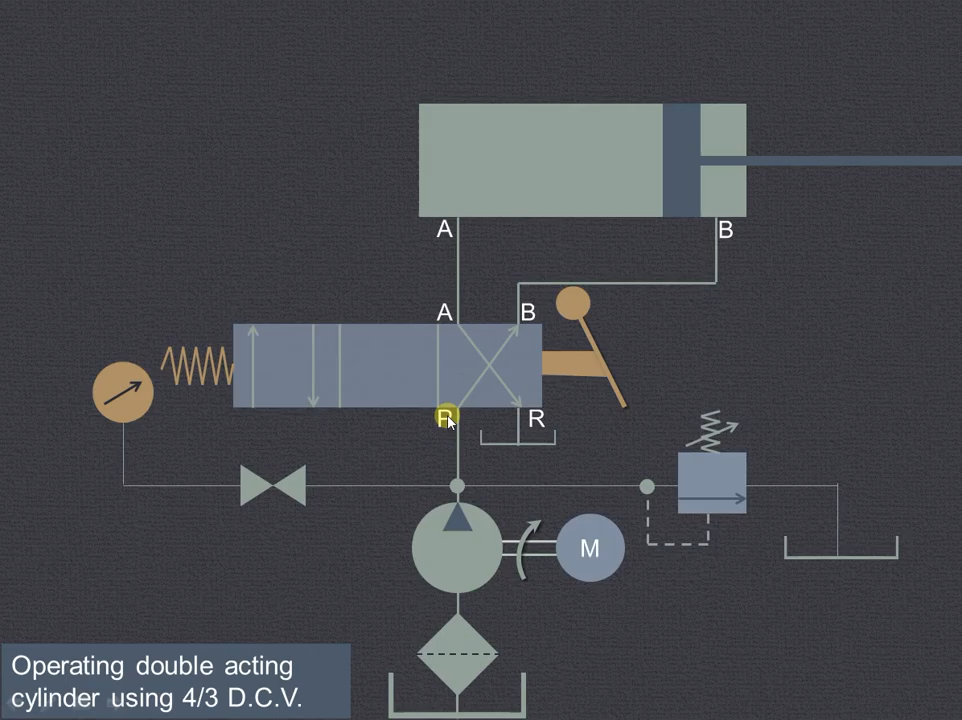 A
B
A
B
P
R
M
Operating double acting
cylinder using 4/3 D.C.V.